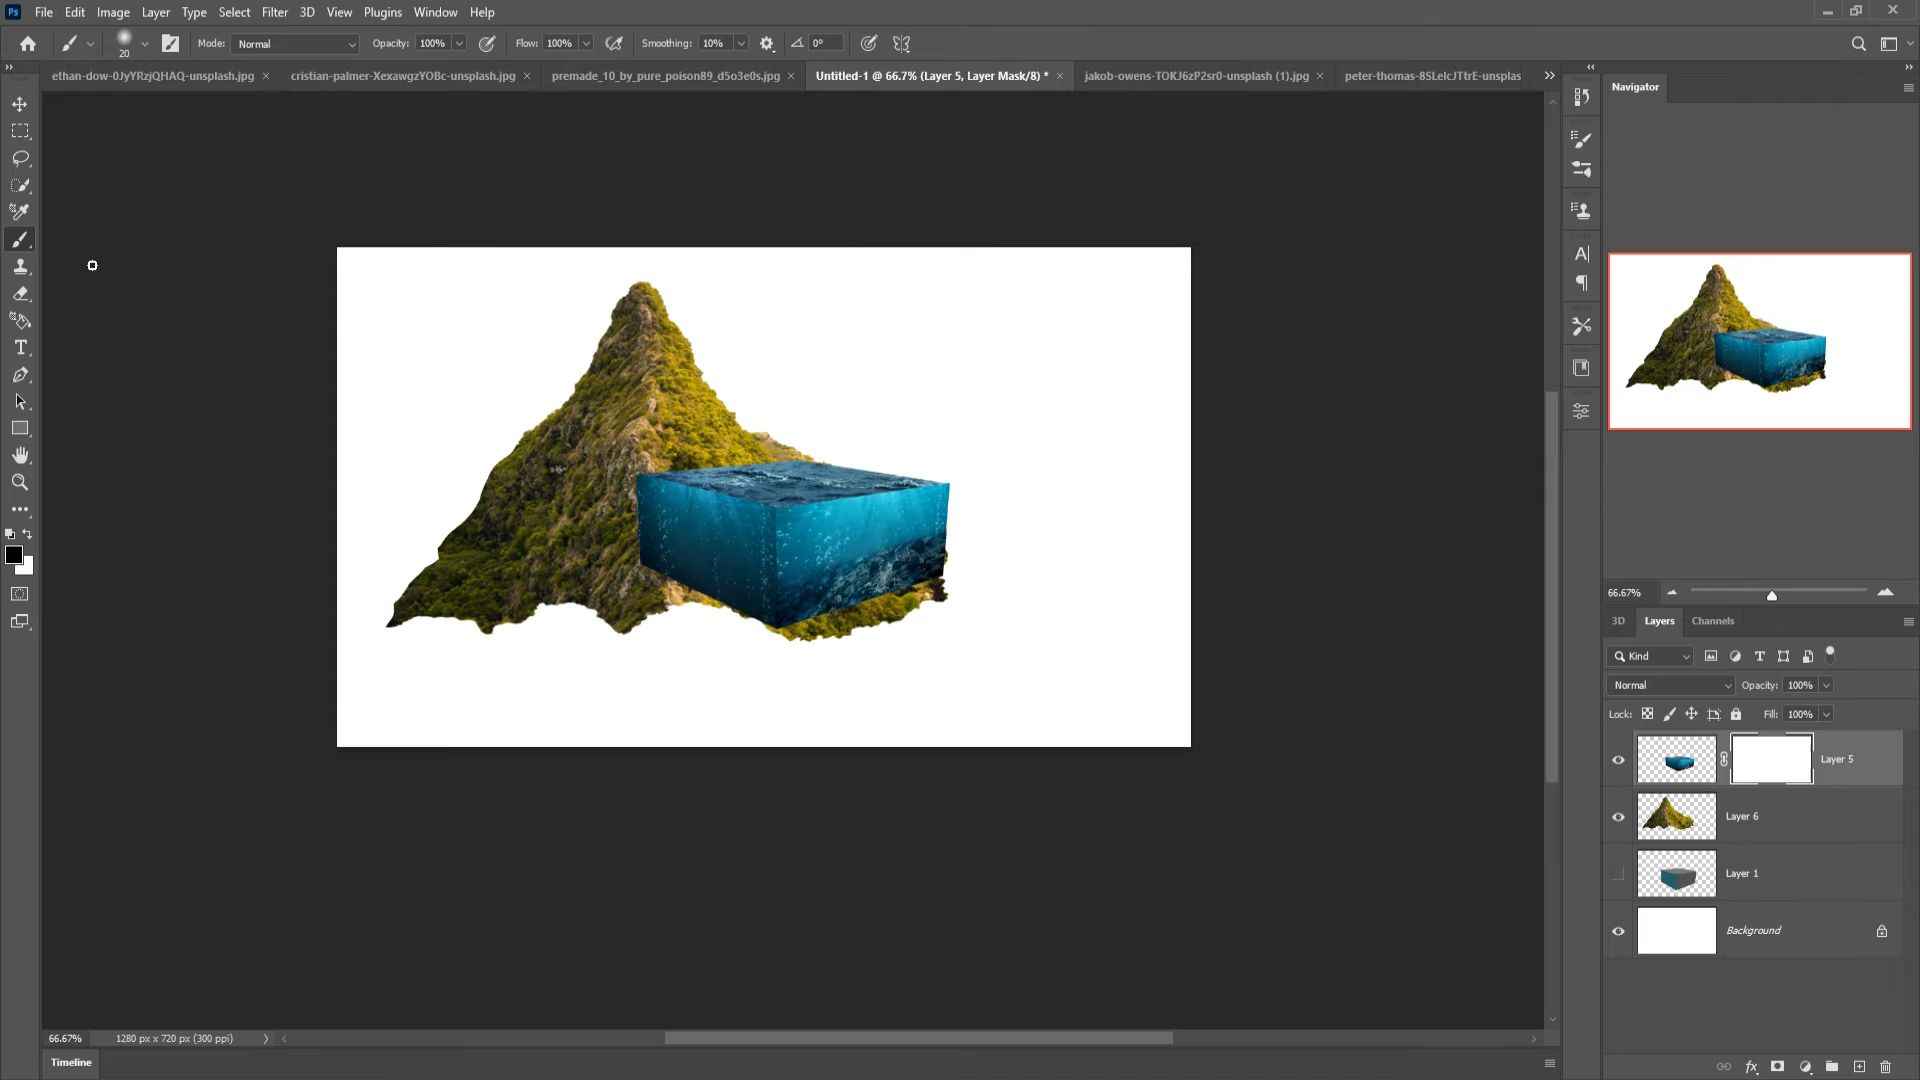 Ps File Edit Image Layer Type Select Filter 3D View Plugins Window Help
20 Mode: Normal Opacity: 100% Flow: 100% Smoothing: 10% 0°
ethan-dow-0JyYRzjQHAQ-unsplash.jpg × cristian-palmer-XexawgzYOBc-unsplash.jpg × premade_10_by_pure_poison89_d5o3e0s.jpg × Untitled-1 @ 66.7% (Layer 5, Layer Mask/8) * × jakob-owens-TOKJ6zP2sr0-unsplash (1).jpg × peter-thomas-8SLelcJTtrE-unsplas
Navigator
66.67%
3D Layers Channels
Kind
Normal Opacity: 100%
Lock: Fill: 100%
Layer 5
Layer 6
Layer 1
Background
66.67% 1280 px x 720 px (300 ppi)
Timeline